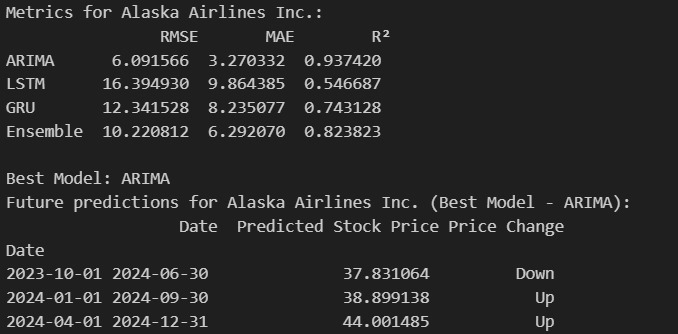 Metrics for Alaska Airlines Inc.:
RMSE MAE R²
ARIMA 6.091566 3.270332 0.937420
LSTM 16.394930 9.864385 0.546687
GRU 12.341528 8.235077 0.743128
Ensemble 10.220812 6.292070 0.823823
Best Model: ARIMA
Future predictions for Alaska Airlines Inc. (Best Model - ARIMA):
Date Predicted Stock Price Price Change
Date
2023-10-01 2024-06-30 37.831064 Down
2024-01-01 2024-09-30 38.899138 Up
2024-04-01 2024-12-31 44.001485 Up